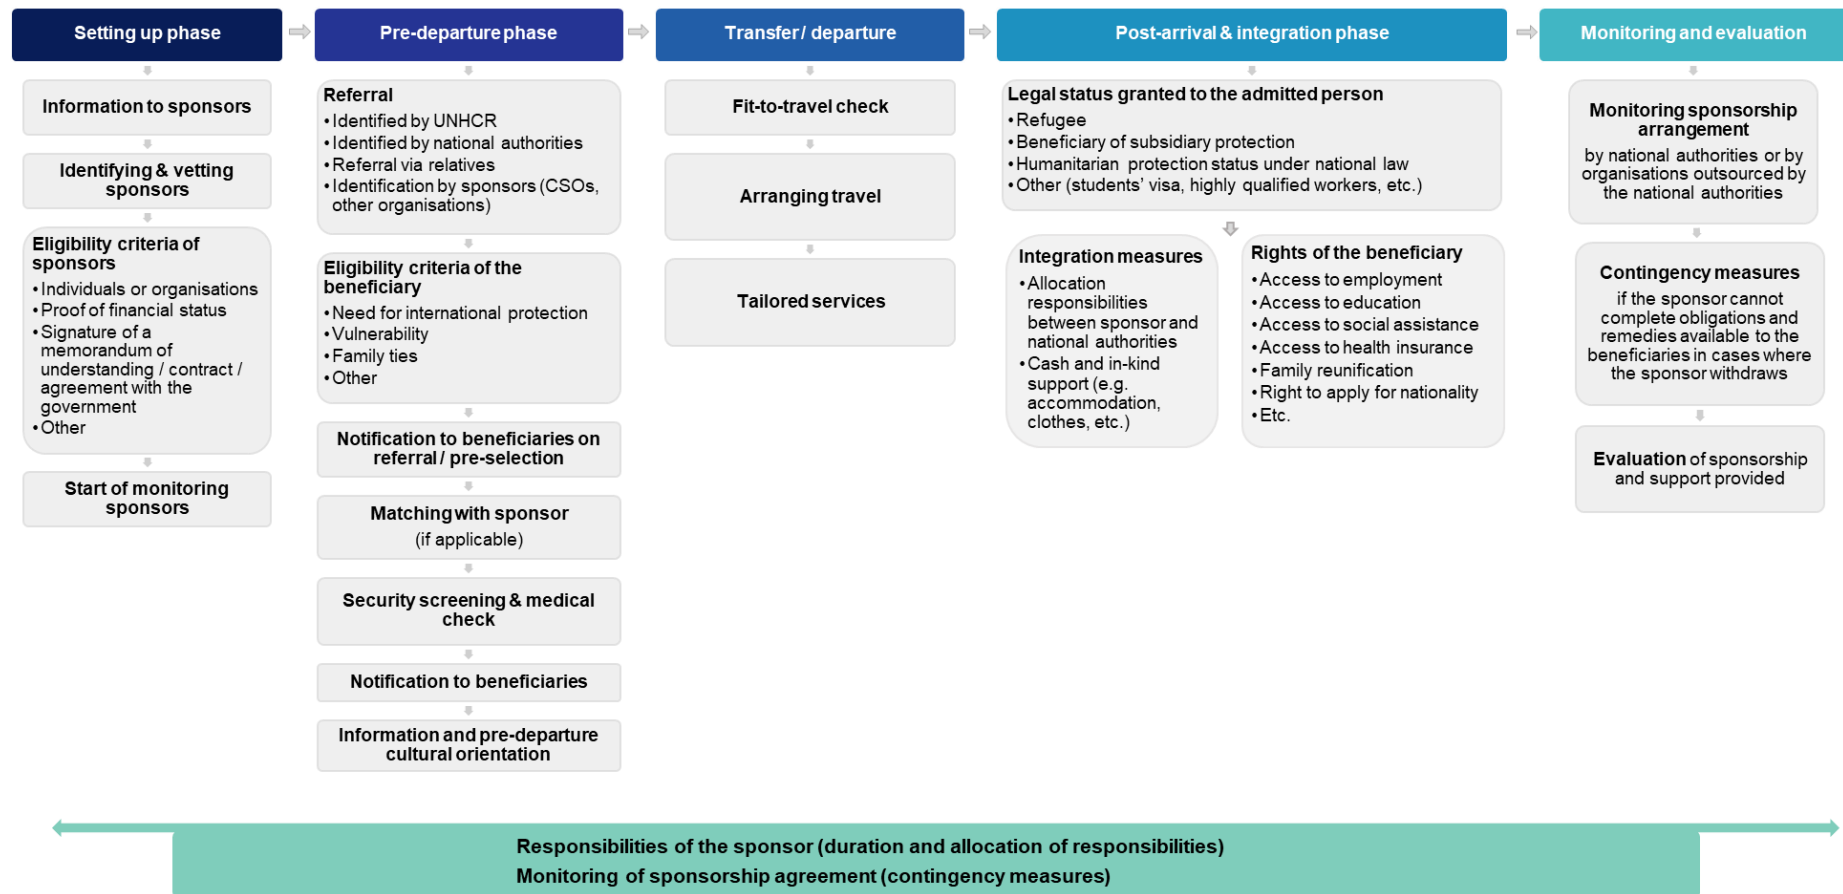 Setting up phase
Information to sponsors
Identifying & vetting
sponsors
Eligibility criteria of
sponsors
• Individuals or organisations
• Proof of financial status
• Signature of a
memorandum of
understanding / contract /
agreement with the
government
• Other
Start of monitoring
sponsors
Pre-departure phase
Referral
• Identified by UNHCR
• Identified by national authorities
• Referral via relatives
• Identification by sponsors (CSOs,
other organisations)
Eligibility criteria of the
beneficiary
• Need for international protection
• Vulnerability
• Family ties
• Other
Notification to beneficiaries on
referral / pre-selection
Matching with sponsor
(if applicable)
Security screening & medical
check
Notification to beneficiaries
Information and pre-departure
cultural orientation
Transfer / departure
Fit-to-travel check
Arranging travel
Tailored services
Post-arrival & integration phase
Legal status granted to the admitted person
• Refugee
• Beneficiary of subsidiary protection
• Humanitarian protection status under national law
• Other (students' visa, highly qualified workers, etc.)
Integration measures
• Allocation
responsibilities
between sponsor and
national authorities
• Cash and in-kind
support (e.g.
accommodation,
clothes, etc.)
Rights of the beneficiary
• Access to employment
• Access to education
• Access to social assistance
• Access to health insurance
• Family reunification
• Right to apply for nationality
• Etc.
Monitoring and evaluation
Monitoring sponsorship
arrangement
by national authorities or by
organisations outsourced by
the national authorities
Contingency measures
if the sponsor cannot
complete obligations and
remedies available to the
beneficiaries in cases where
the sponsor withdraws
Evaluation of sponsorship
and support provided
Responsibilities of the sponsor (duration and allocation of responsibilities)
Monitoring of sponsorship agreement (contingency measures)